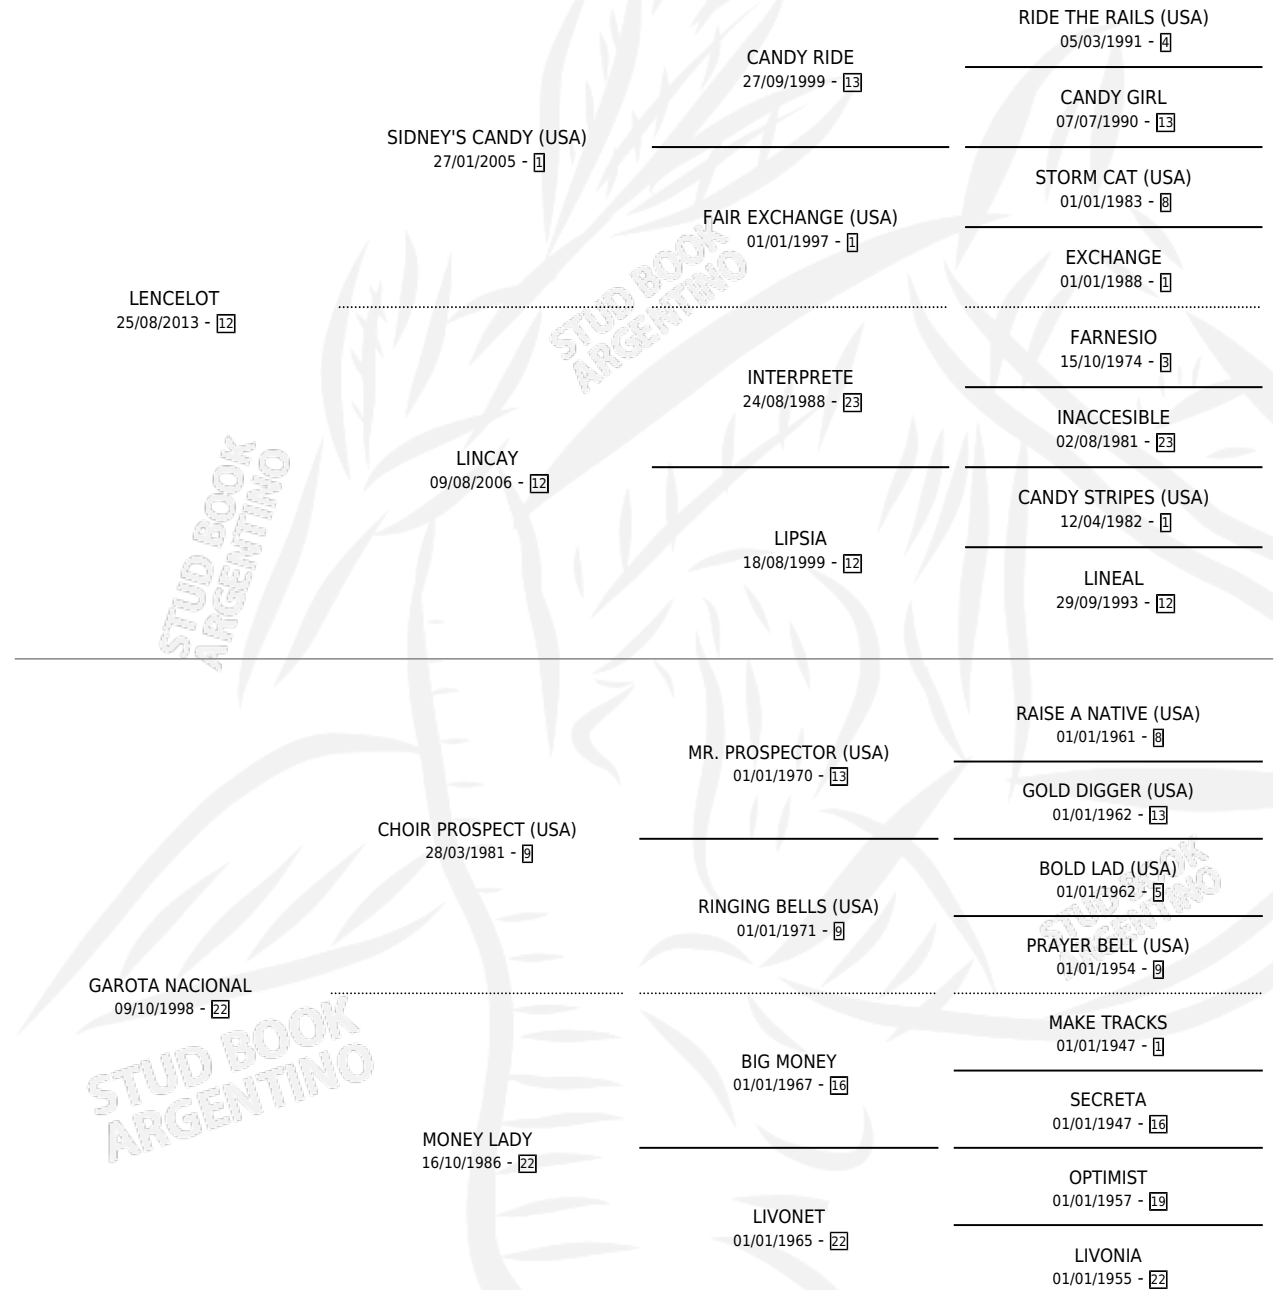 RIDE THE RAILS (USA)
05/03/1991 - 4
CANDY RIDE
27/09/1999 - 13
CANDY GIRL
07/07/1990 - 13
SIDNEY'S CANDY (USA)
27/01/2005 - 1
STORM CAT (USA)
01/01/1983 - 8
FAIR EXCHANGE (USA)
01/01/1997 - 1
EXCHANGE
01/01/1988 - 1
LENCELOT
25/08/2013 - 12
STUD BOOK
ARGENTINO
FARNESIO
15/10/1974 - 3
INTERPRETE
24/08/1988 - 23
INACCESIBLE
02/08/1981 - 23
LINCAY
09/08/2006 - 12
CANDY STRIPES (USA)
12/04/1982 - 1
LIPSIA
18/08/1999 - 12
LINEAL
29/09/1993 - 12
STUD BOOK
ARGENTINO
RAISE A NATIVE (USA)
01/01/1961 - 8
MR. PROSPECTOR (USA)
01/01/1970 - 13
GOLD DIGGER (USA)
01/01/1962 - 13
CHOIR PROSPECT (USA)
28/03/1981 - 9
BOLD LAD (USA)
01/01/1962 - 5
RINGING BELLS (USA)
01/01/1971 - 9
PRAYER BELL (USA)
01/01/1954 - 9
STUD BOOK
ARGENTINO
GAROTA NACIONAL
09/10/1998 - 22
MAKE TRACKS
01/01/1947 - 1
BIG MONEY
01/01/1967 - 16
SECRETA
01/01/1947 - 16
STUD BOOK
ARGENTINO
MONEY LADY
16/10/1986 - 22
OPTIMIST
01/01/1957 - 19
LIVONET
01/01/1965 - 22
LIVONIA
01/01/1955 - 22